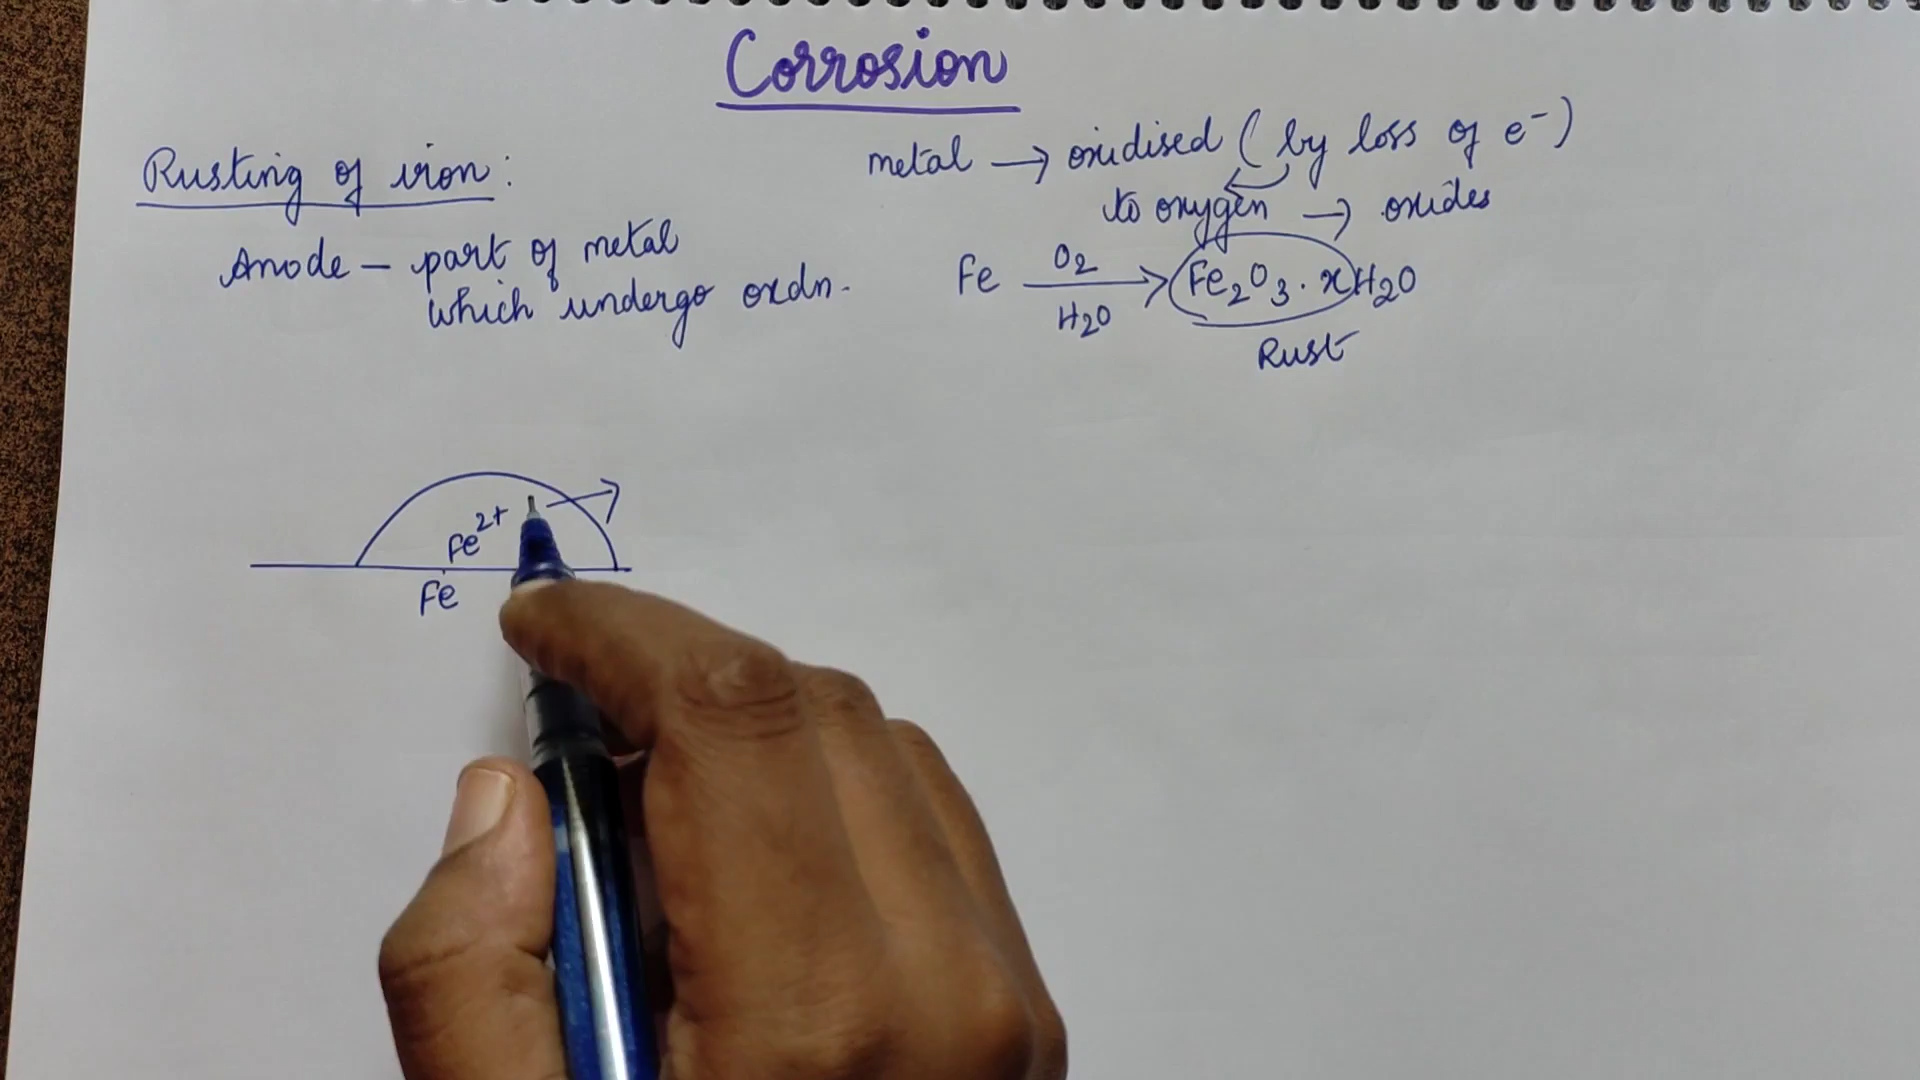 Corrosion
Rusting of iron:
Anode – part of metal
which undergo oxdn.
metal → oxidised (by loss of e⁻)
to oxygen → oxides
Fe O₂ H₂O → Fe₂O₃·xH₂O
Rust
Fe²⁺
Fe